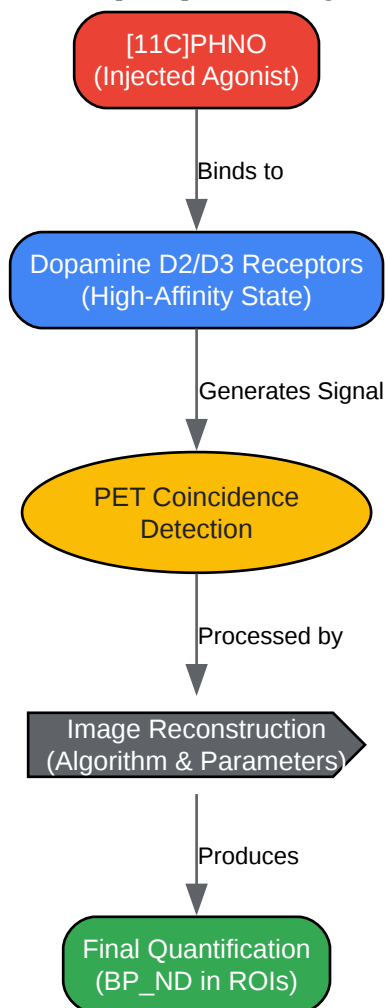 [11C]PHNO
(Injected Agonist)
Binds to
Dopamine D2/D3 Receptors
(High-Affinity State)
Generates Signal
PET Coincidence
Detection
Processed by
Image Reconstruction
(Algorithm & Parameters)
Produces
Final Quantification
(BP_ND in ROIs)